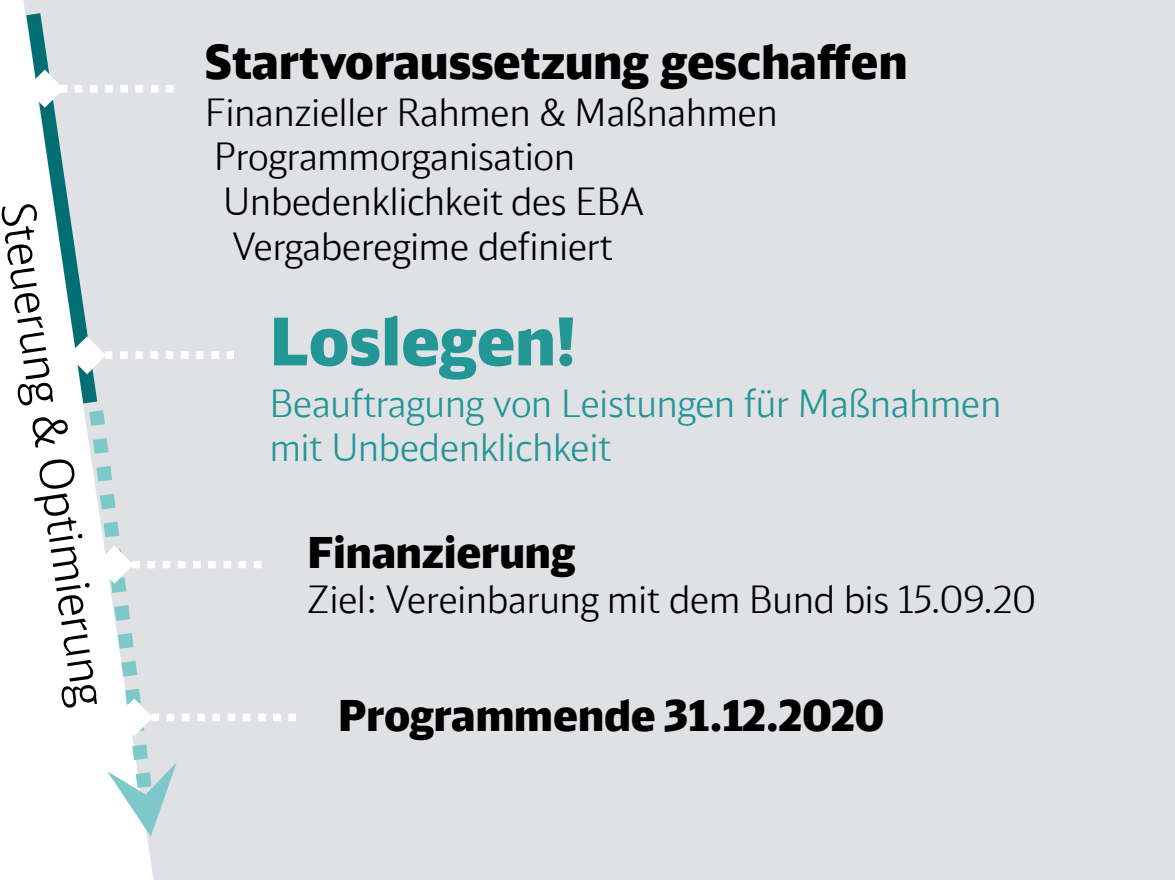 Startvoraussetzung geschaffen
Finanzieller Rahmen & Maßnahmen
Programmorganisation
Unbedenklichkeit des EBA
Vergaberegime definiert
Steuerung & Optimierung
Loslegen!
Beauftragung von Leistungen für Maßnahmen
mit Unbedenklichkeit
Finanzierung
Ziel: Vereinbarung mit dem Bund bis 15.09.20
Programmende 31.12.2020